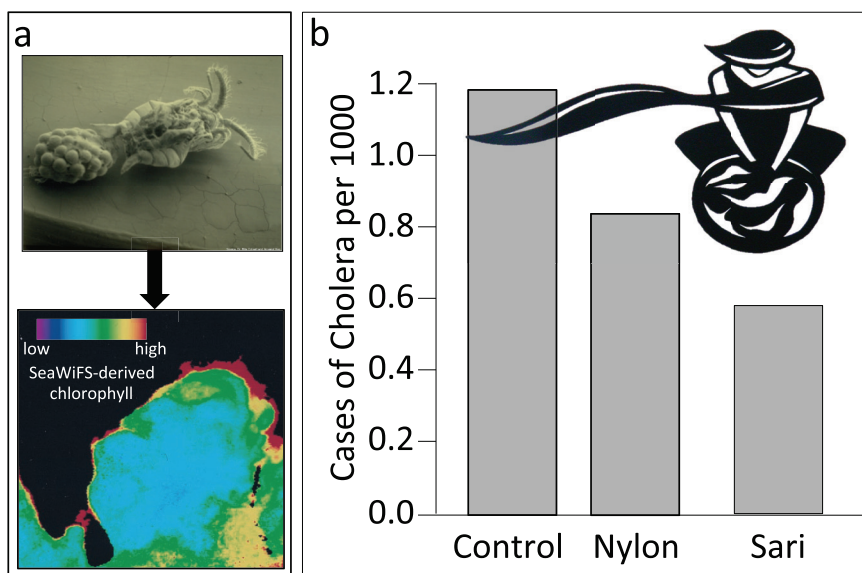 a
low
high
SeaWiFS-derived
chlorophyll
b
Cases of Cholera per 1000
1.2
1.0
0.8
0.6
0.4
0.2
0.0
Control
Nylon
Sari